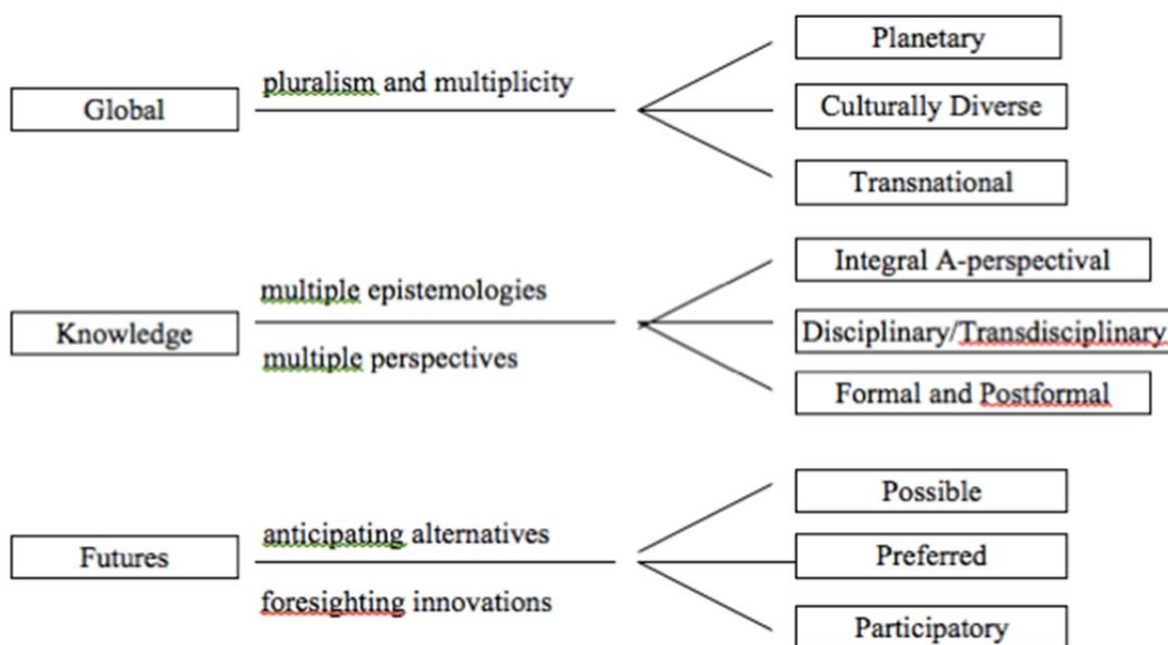 Planetary
Global
pluralism and multiplicity
Culturally Diverse
Transnational
Integral A-perspectival
multiple epistemologies
Knowledge
Disciplinary/Transdisciplinary
multiple perspectives
Formal and Postformal
Possible
anticipating alternatives
Futures
Preferred
foresighting innovations
Participatory